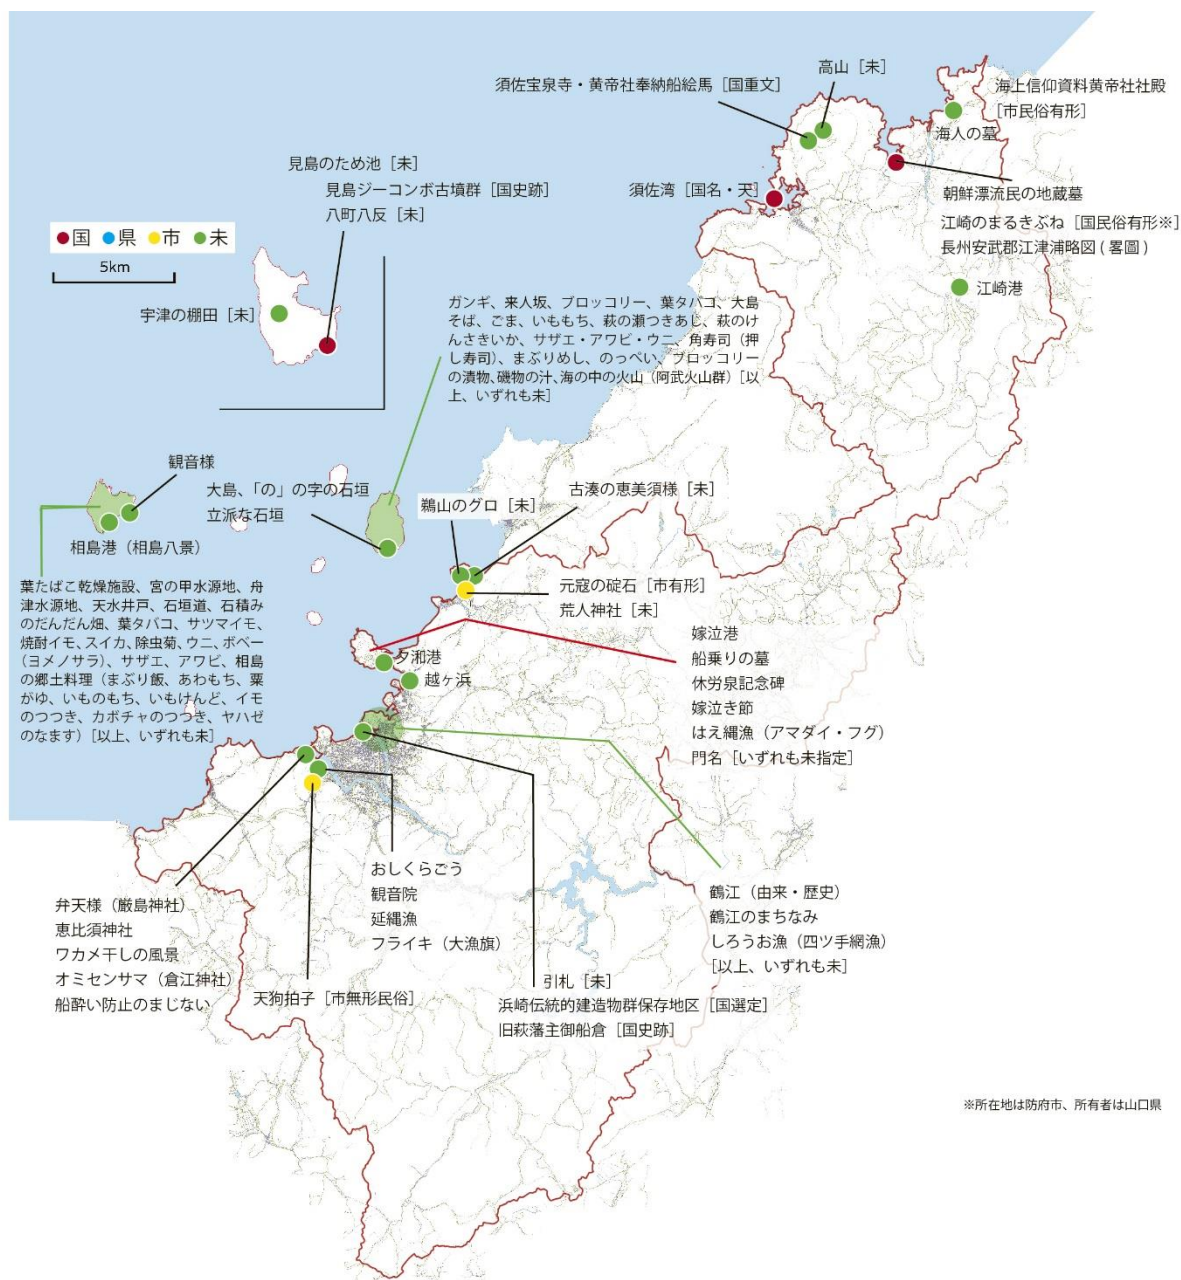 高山［未］
須佐宝泉寺・黄帝社奉納船絵馬［国重文］
海上信仰資料黄帝社社殿
［市民俗有形］
海人の墓
見島のため池［未］
見島ジーコンボ古墳群［国史跡］
八町八反［未］
須佐湾［国名・天］
朝鮮漂流民の地蔵墓
江崎のまるきぶね［国民俗有形※］
長州安武郡江津浦略図(畧圖)
国 県 市 未
5km
江崎港
宇津の棚田［未］
ガンギ、来人坂、ブロッコリー、葉タバコ、大島
そば、ごま、いももち、萩の瀬つきあじ、萩のけ
んさきいか、サザエ・アワビ・ウニ、角寿司（押
し寿司）、まぶりめし、のっぺい、ブロッコリー
の漬物、磯物の汁、海の中の火山（阿武火山群）［以
上、いずれも未］
観音様
大島、「の」の字の石垣
立派な石垣
鵜山のグロ［未］
古湊の恵美須様［未］
相島港（相島八景）
葉たばこ乾燥施設、宮の甲水源地、舟
津水源地、天水井戸、石垣道、石積み
のだんだん畑、葉タバコ、サツマイモ、
焼酎イモ、スイカ、除虫菊、ウニ、ボベー
（ヨメノサラ）、サザエ、アワビ、相島
の郷土料理（まぶり飯、あわもち、粟
がゆ、いものもち、いもけんど、イモ
のつつき、カボチャのつつき、ヤハゼ
のなます）［以上、いずれも未］
元寇の碇石［市有形］
荒人神社［未］
夕和港
越ヶ浜
嫁泣港
船乗りの墓
休労泉記念碑
嫁泣き節
はえ縄漁（アマダイ・フグ）
門名［いずれも未指定］
おしくらごう
観音院
延縄漁
フライキ（大漁旗）
弁天様（厳島神社）
恵比須神社
ワカメ干しの風景
オミセンサマ（倉江神社）
船酔い防止のまじない
天狗拍子［市無形民俗］
引札［未］
浜崎伝統的建造物群保存地区［国選定］
旧萩藩主御船倉［国史跡］
鶴江（由来・歴史）
鶴江のまちなみ
しろうお漁（四ツ手網漁）
［以上、いずれも未］
※所在地は防府市、所有者は山口県